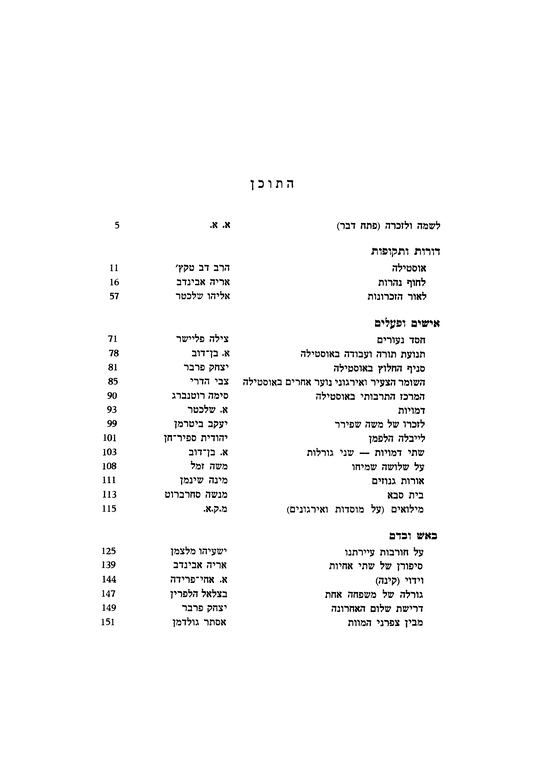 התוכן
לשמה ולזכרה (פתח דבר) א. א. 5
דורות ותקופות
אוסטילה הרב דב טקץ' 11
לחוף נהרות אריה אבינדב 16
לאור הזכרונות אליהו שלכטר 57
אישים ופעלים
חסד נעורים צילה פליישר 71
תנועת תורה ועבודה באוסטילה א. בן־דוב 78
סניף החלוץ באוסטילה יצחק פרבר 81
השומר הצעיר ואירגוני נוער אחרים באוסטילה צבי הדרי 85
המרכז התרבותי באוסטילה סימה רוטנברג 90
דמויות א. שלכטר 93
לזכרו של משה שפירר יעקב ביטרמן 99
לייבלה הלפמן יהודית ספיר־חן 101
שתי דמויות — שני גורלות א. בן־דוב 103
על שלושה שמיהו משה זמל 108
אורות גנוזים מינה שינמן 111
בית סבא מנשה סחרברוט 113
מילואים (על מוסדות ואירגונים) מ.ק.א. 115
באש ובדם
על חורבות עיירתנו ישעיהו מלצמן 125
סיפורן של שתי אחיות אריה אבינדב 139
וידוי (קינה) א. אחי־פרידה 144
גורלה של משפחה אחת בצלאל הלפרין 147
דרישת שלום האחרונה יצחק פרבר 149
מבין צפרני המוות אסתר גולדמן 151